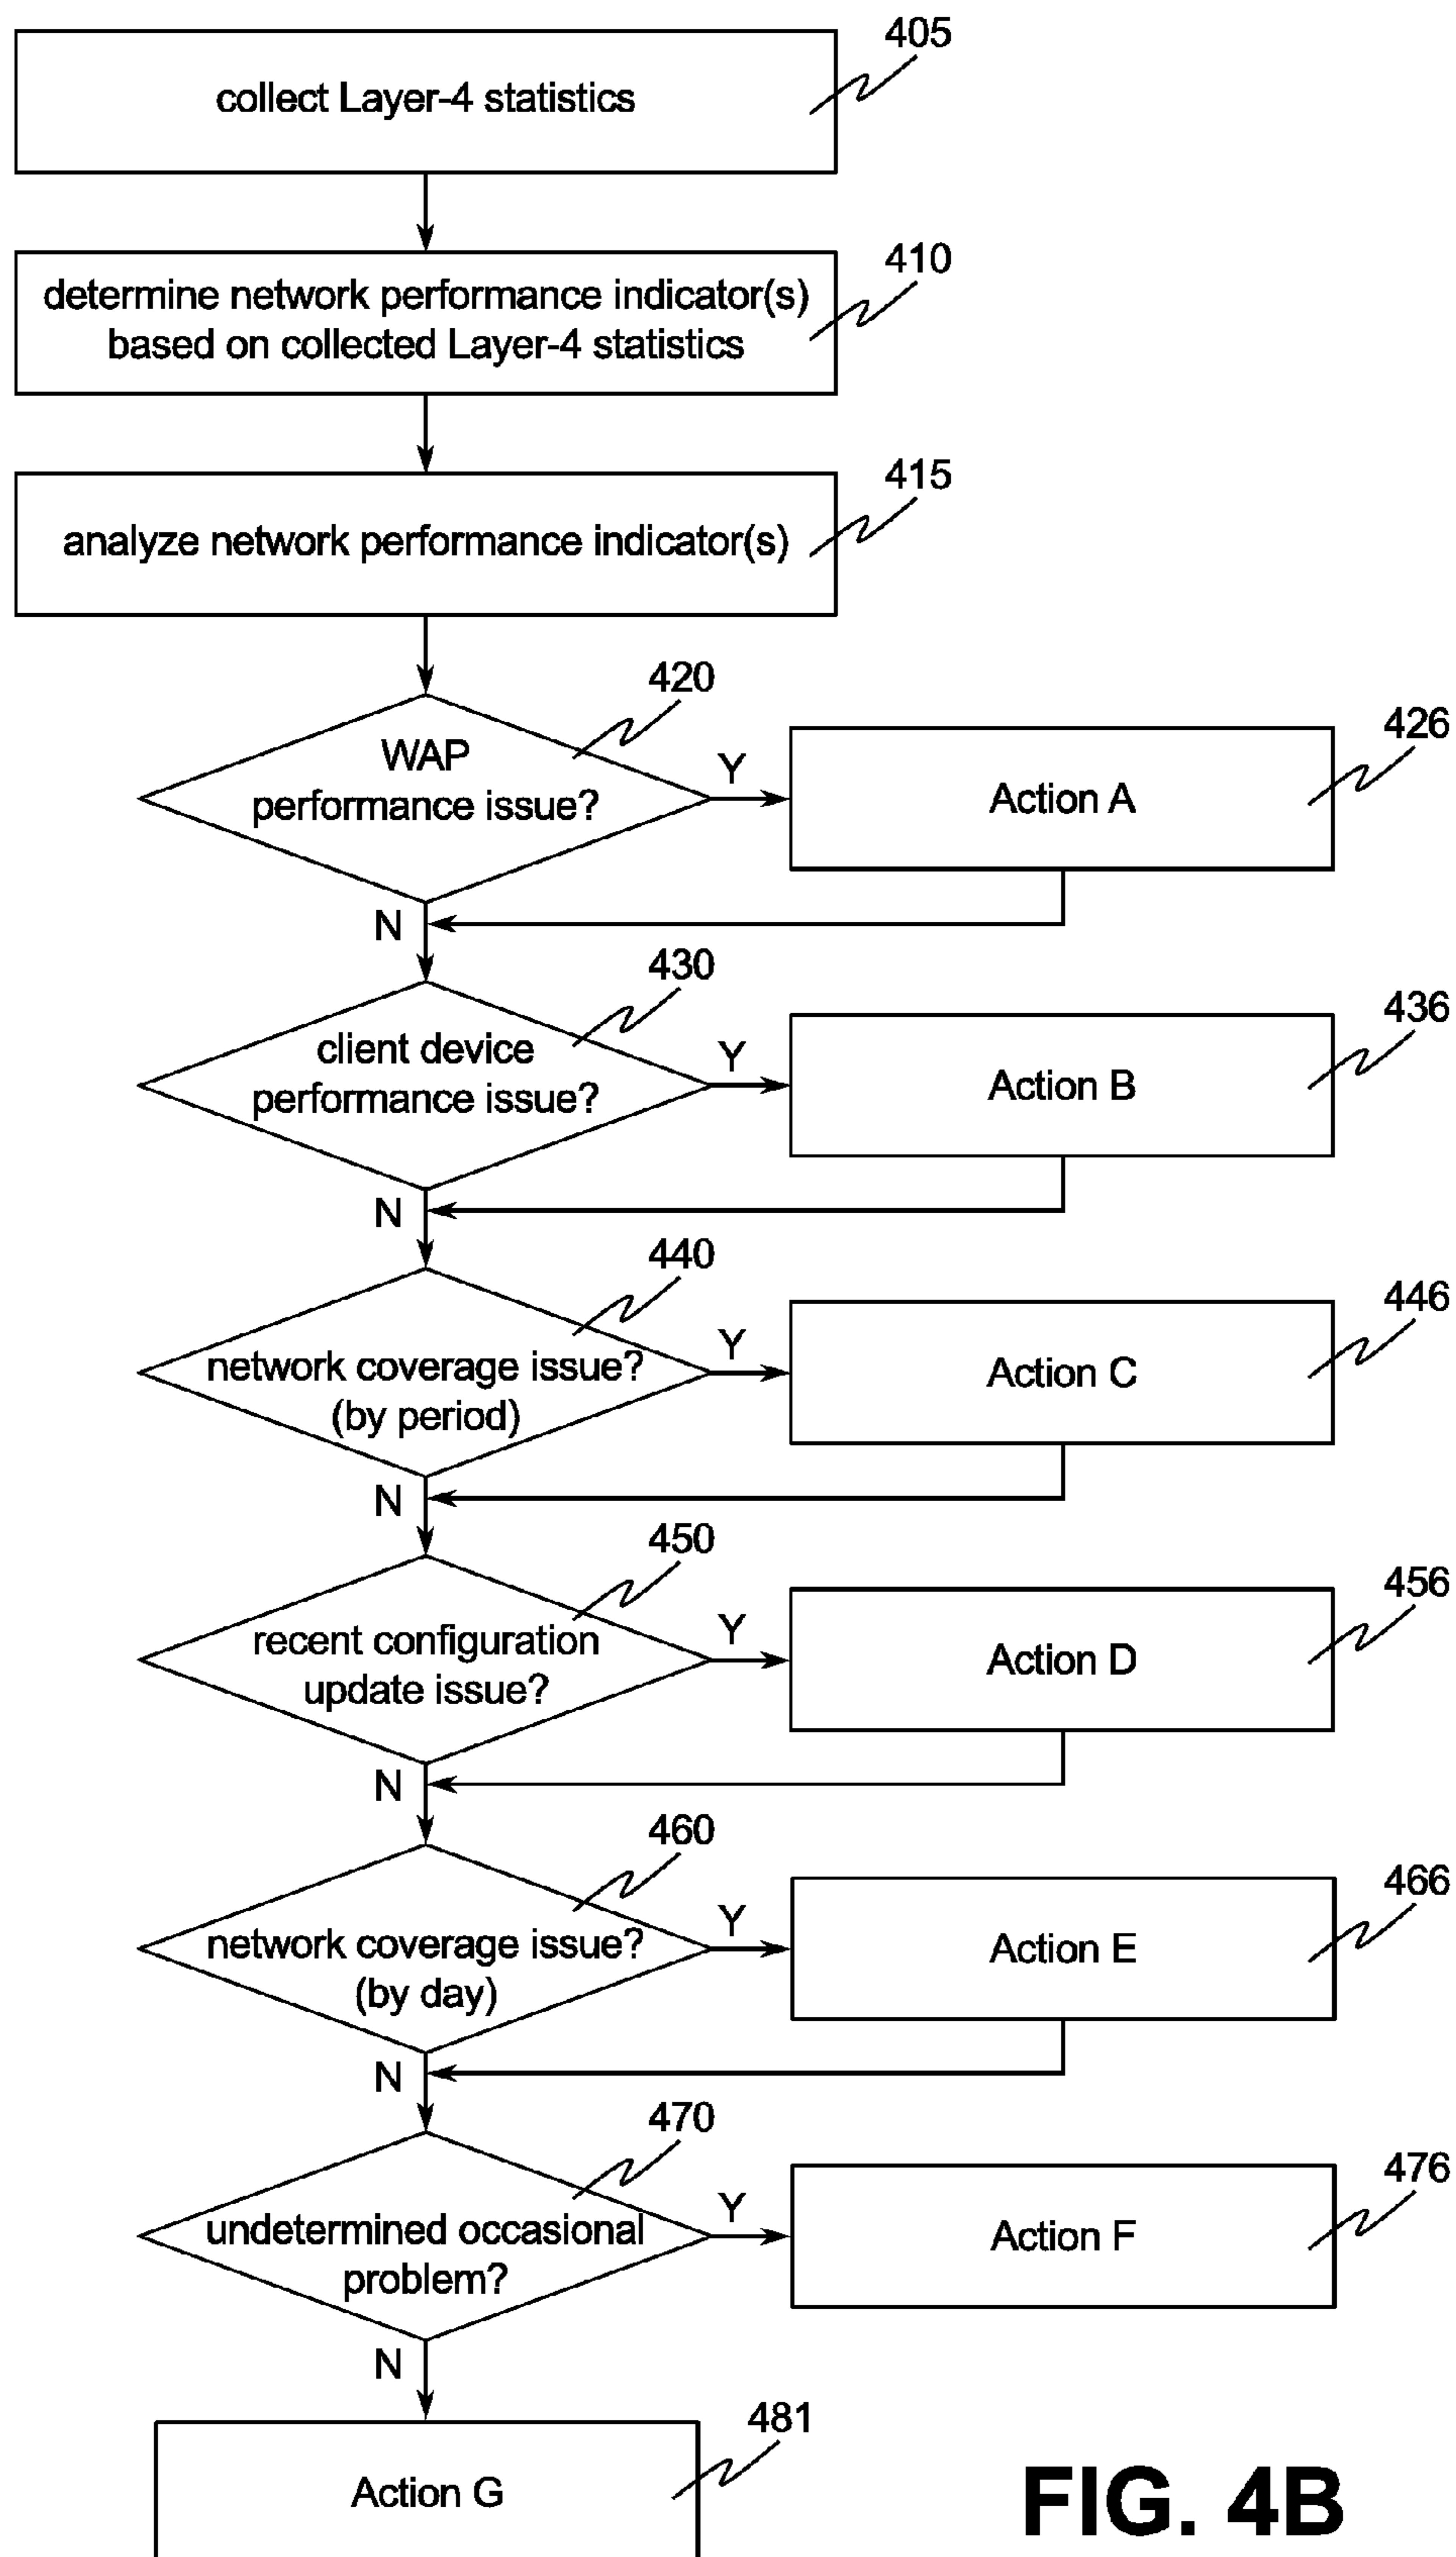 405
collect Layer-4 statistics
410
determine network performance indicator(s)
based on collected Layer-4 statistics
415
analyze network performance indicator(s)
420
WAP
performance issue?
Y
426
Action A
N
430
client device
performance issue?
Y
436
Action B
N
440
network coverage issue?
(by period)
Y
446
Action C
N
450
recent configuration
update issue?
Y
456
Action D
N
460
network coverage issue?
(by day)
Y
466
Action E
N
470
undetermined occasional
problem?
Y
476
Action F
N
481
Action G
FIG. 4B